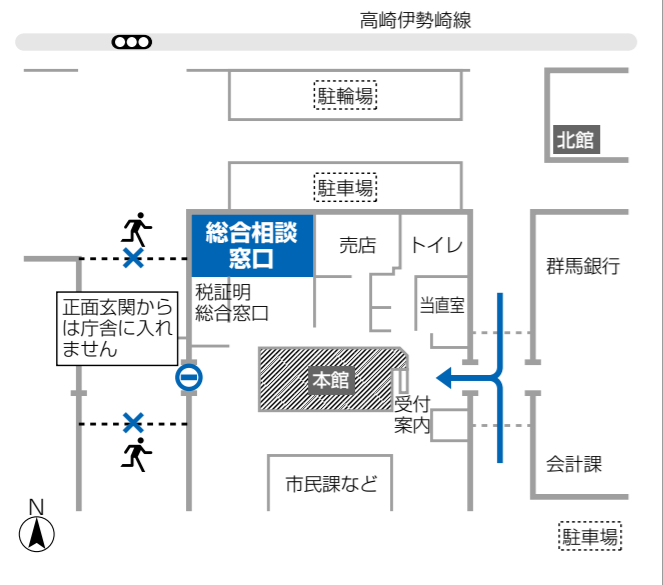 高崎伊勢崎線
駐輪場
北館
駐車場
総合相談
窓口
売店
トイレ
群馬銀行
税証明
総合窓口
当直室
正面玄関から
は庁舎に入れ
ません
本館
受付
案内
市民課など
会計課
N
駐車場